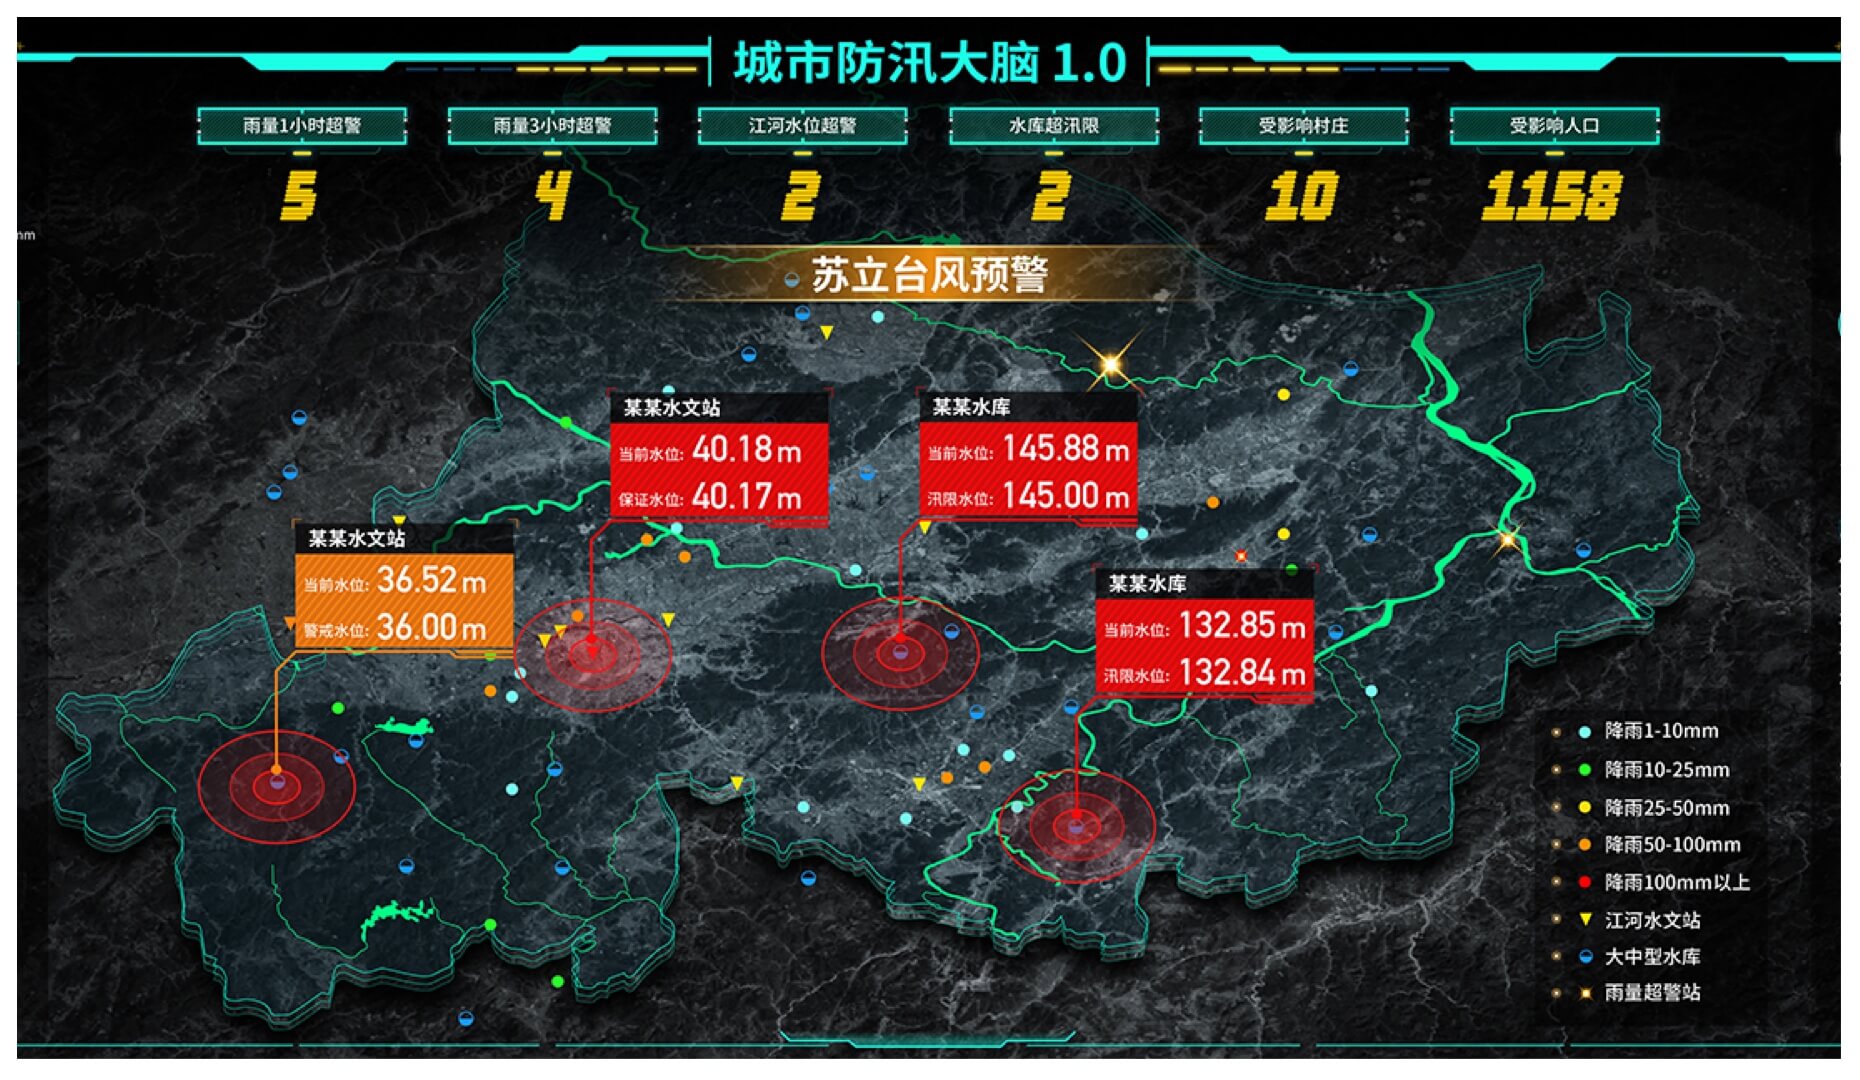 城市防汛大脑 1.0
雨量1小时超警
雨量3小时超警
江河水位超警
水库超汛限
受影响村庄
受影响人口
5
4
2
2
10
1158
mm
苏立台风预警
某某水文站
当前水位: 40.18 m
保证水位: 40.17 m
某某水库
当前水位: 145.88 m
汛限水位: 145.00 m
某某水文站
当前水位: 36.52 m
警戒水位: 36.00 m
某某水库
当前水位: 132.85 m
汛限水位: 132.84 m
降雨1-10mm
降雨10-25mm
降雨25-50mm
降雨50-100mm
降雨100mm以上
江河水文站
大中型水库
雨量超警站